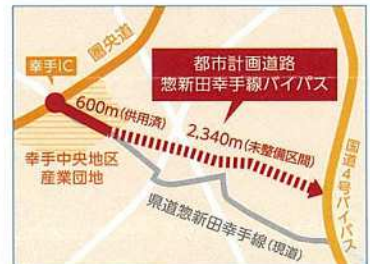 圏央道
幸手IC
都市計画道路
惣新田幸手線バイパス
600m(供用済)
2,340m(未整備区間)
幸手中央地区
産業団地
県道惣新田幸手線(現道)
国道4号バイパス